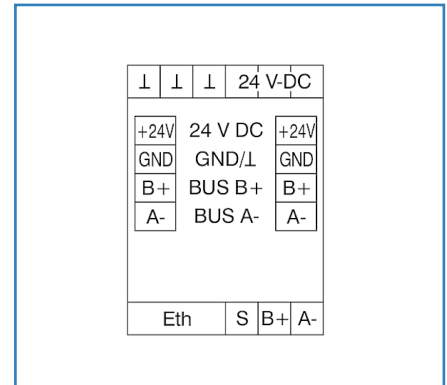 ⊥ ⊥ ⊥ 24 V-DC
+24V 24 V DC +24V
GND GND/⊥ GND
B+ BUS B+ B+
A- BUS A- A-
Eth S B+ A-